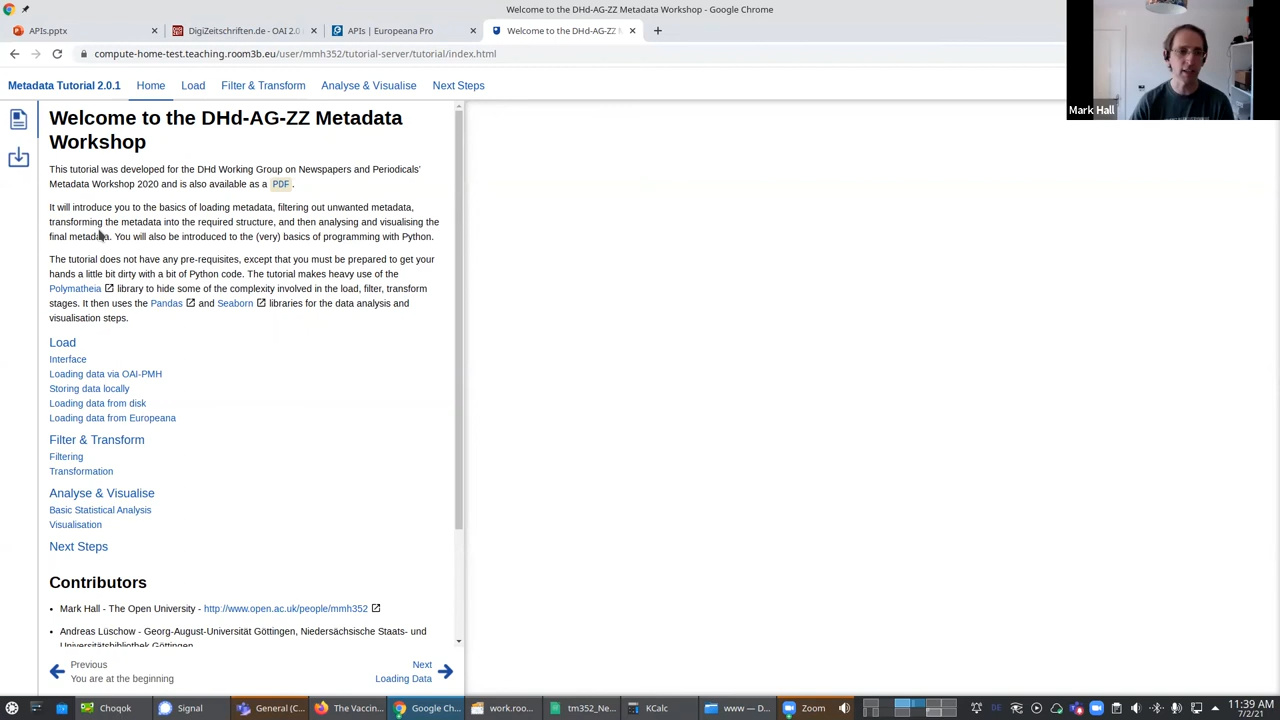 Welcome to the DHd-AG-ZZ Metadata Workshop - Google Chrome
APIs.pptx
DigiZeitschriften.de - OAI 2.0
APIs | Europeana Pro
Welcome to the DHd-AG-ZZ M
compute-home-test.teaching.room3b.eu/user/mmh352/tutorial-server/tutorial/index.html
Mark Hall
Metadata Tutorial 2.0.1 Home Load Filter & Transform Analyse & Visualise Next Steps
Welcome to the DHd-AG-ZZ Metadata
Workshop
This tutorial was developed for the DHd Working Group on Newspapers and Periodicals'
Metadata Workshop 2020 and is also available as a PDF.
It will introduce you to the basics of loading metadata, filtering out unwanted metadata,
transforming the metadata into the required structure, and then analysing and visualising the
final metadata. You will also be introduced to the (very) basics of programming with Python.
The tutorial does not have any pre-requisites, except that you must be prepared to get your
hands a little bit dirty with a bit of Python code. The tutorial makes heavy use of the
Polymatheia library to hide some of the complexity involved in the load, filter, transform
stages. It then uses the Pandas and Seaborn libraries for the data analysis and
visualisation steps.
Load
Interface
Loading data via OAI-PMH
Storing data locally
Loading data from disk
Loading data from Europeana
Filter & Transform
Filtering
Transformation
Analyse & Visualise
Basic Statistical Analysis
Visualisation
Next Steps
Contributors
• Mark Hall - The Open University - http://www.open.ac.uk/people/mmh352
• Andreas Lüschow - Georg-August-Universität Göttingen, Niedersächsische Staats- und
Universitätsbibliothek Göttingen
Previous
You are at the beginning
Next
Loading Data
Choqok
Signal
General (C...
The Vaccin...
Google Ch...
work.roo...
tm352_Ne...
KCalc
www — D...
Zoom
11:39 AM
7/2/21